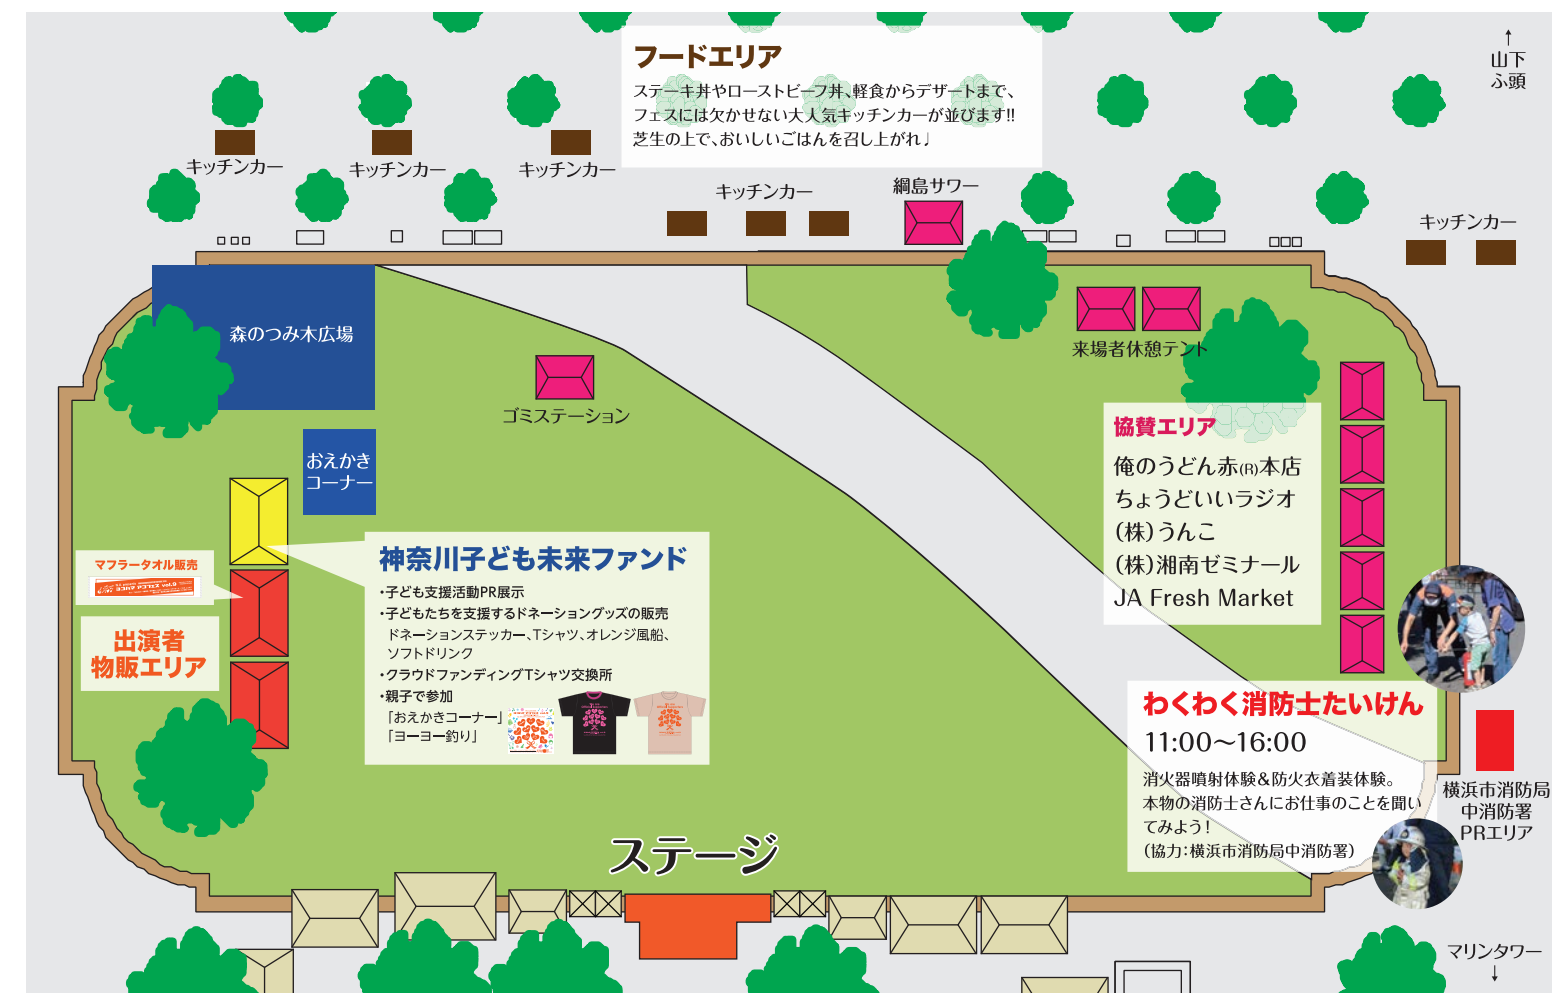 フードエリア
ステーキ丼やローストビーフ丼、軽食からデザートまで、
フェスには欠かせない大人気キッチンカーが並びます!!
芝生の上で、おいしいごはんを召し上がれ♩
↑
山下
ふ頭
キッチンカー
キッチンカー
キッチンカー
キッチンカー
綱島サワー
キッチンカー
森のつみ木広場
来場者休憩テント
ゴミステーション
おえかき
コーナー
協賛エリア
俺のうどん赤(R)本店
ちょうどいいラジオ
(株)うんこ
(株)湘南ゼミナール
JA Fresh Market
マフラータオル販売
出演者
物販エリア
神奈川子ども未来ファンド
・子ども支援活動PR展示
・子どもたちを支援するドネーショングッズの販売
ドネーションステッカー、Tシャツ、オレンジ風船、
ソフトドリンク
・クラウドファンディングTシャツ交換所
・親子で参加
「おえかきコーナー」
「ヨーヨー釣り」
わくわく消防士たいけん
11:00〜16:00
消火器噴射体験&防火衣着装体験。
本物の消防士さんにお仕事のことを聞い
てみよう!
(協力:横浜市消防局中消防署)
横浜市消防局
中消防署
PRエリア
ステージ
マリンタワー
↓